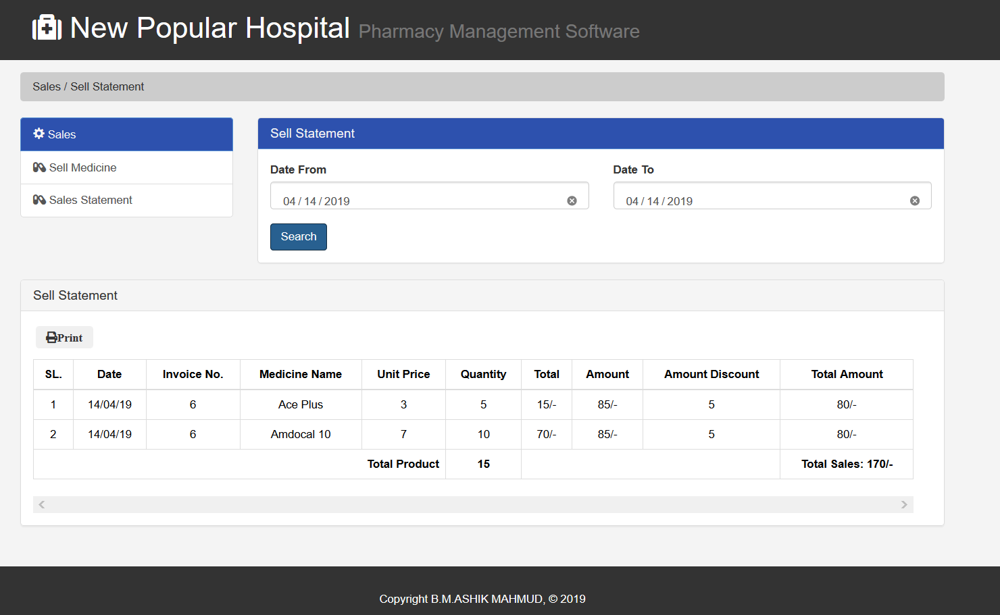 New Popular Hospital Pharmacy Management Software
Sales / Sell Statement
Sales
Sell Medicine
Sales Statement
Sell Statement
Date From Date To
04 / 14 / 2019 04 / 14 / 2019
Search
Sell Statement
Print
SL. Date Invoice No. Medicine Name Unit Price Quantity Total Amount Amount Discount Total Amount
1 14/04/19 6 Ace Plus 3 5 15/- 85/- 5 80/-
2 14/04/19 6 Amdocal 10 7 10 70/- 85/- 5 80/-
Total Product 15 Total Sales: 170/-
Copyright B.M.ASHIK MAHMUD, © 2019